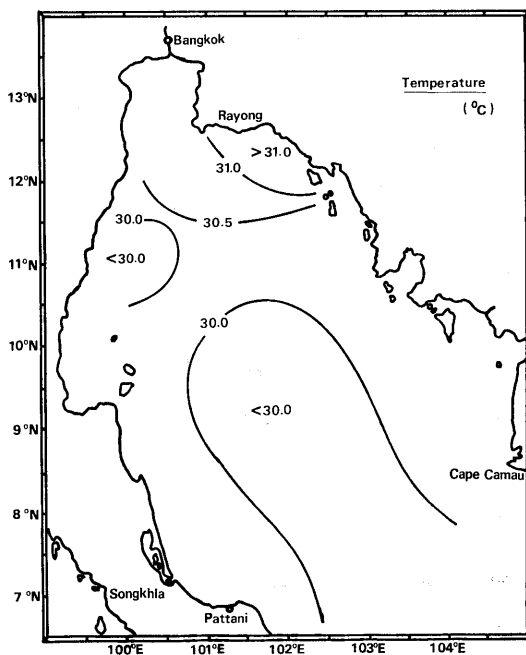 Bangkok
Temperature
(°C)
13°N
Rayong
>31.0
31.0
12°N
30.0
30.5
<30.0
11°N
30.0
10°N
<30.0
9°N
Cape Camau
8°N
Songkhla
7°N
Pattani
100°E
101°E
102°E
103°E
104°E